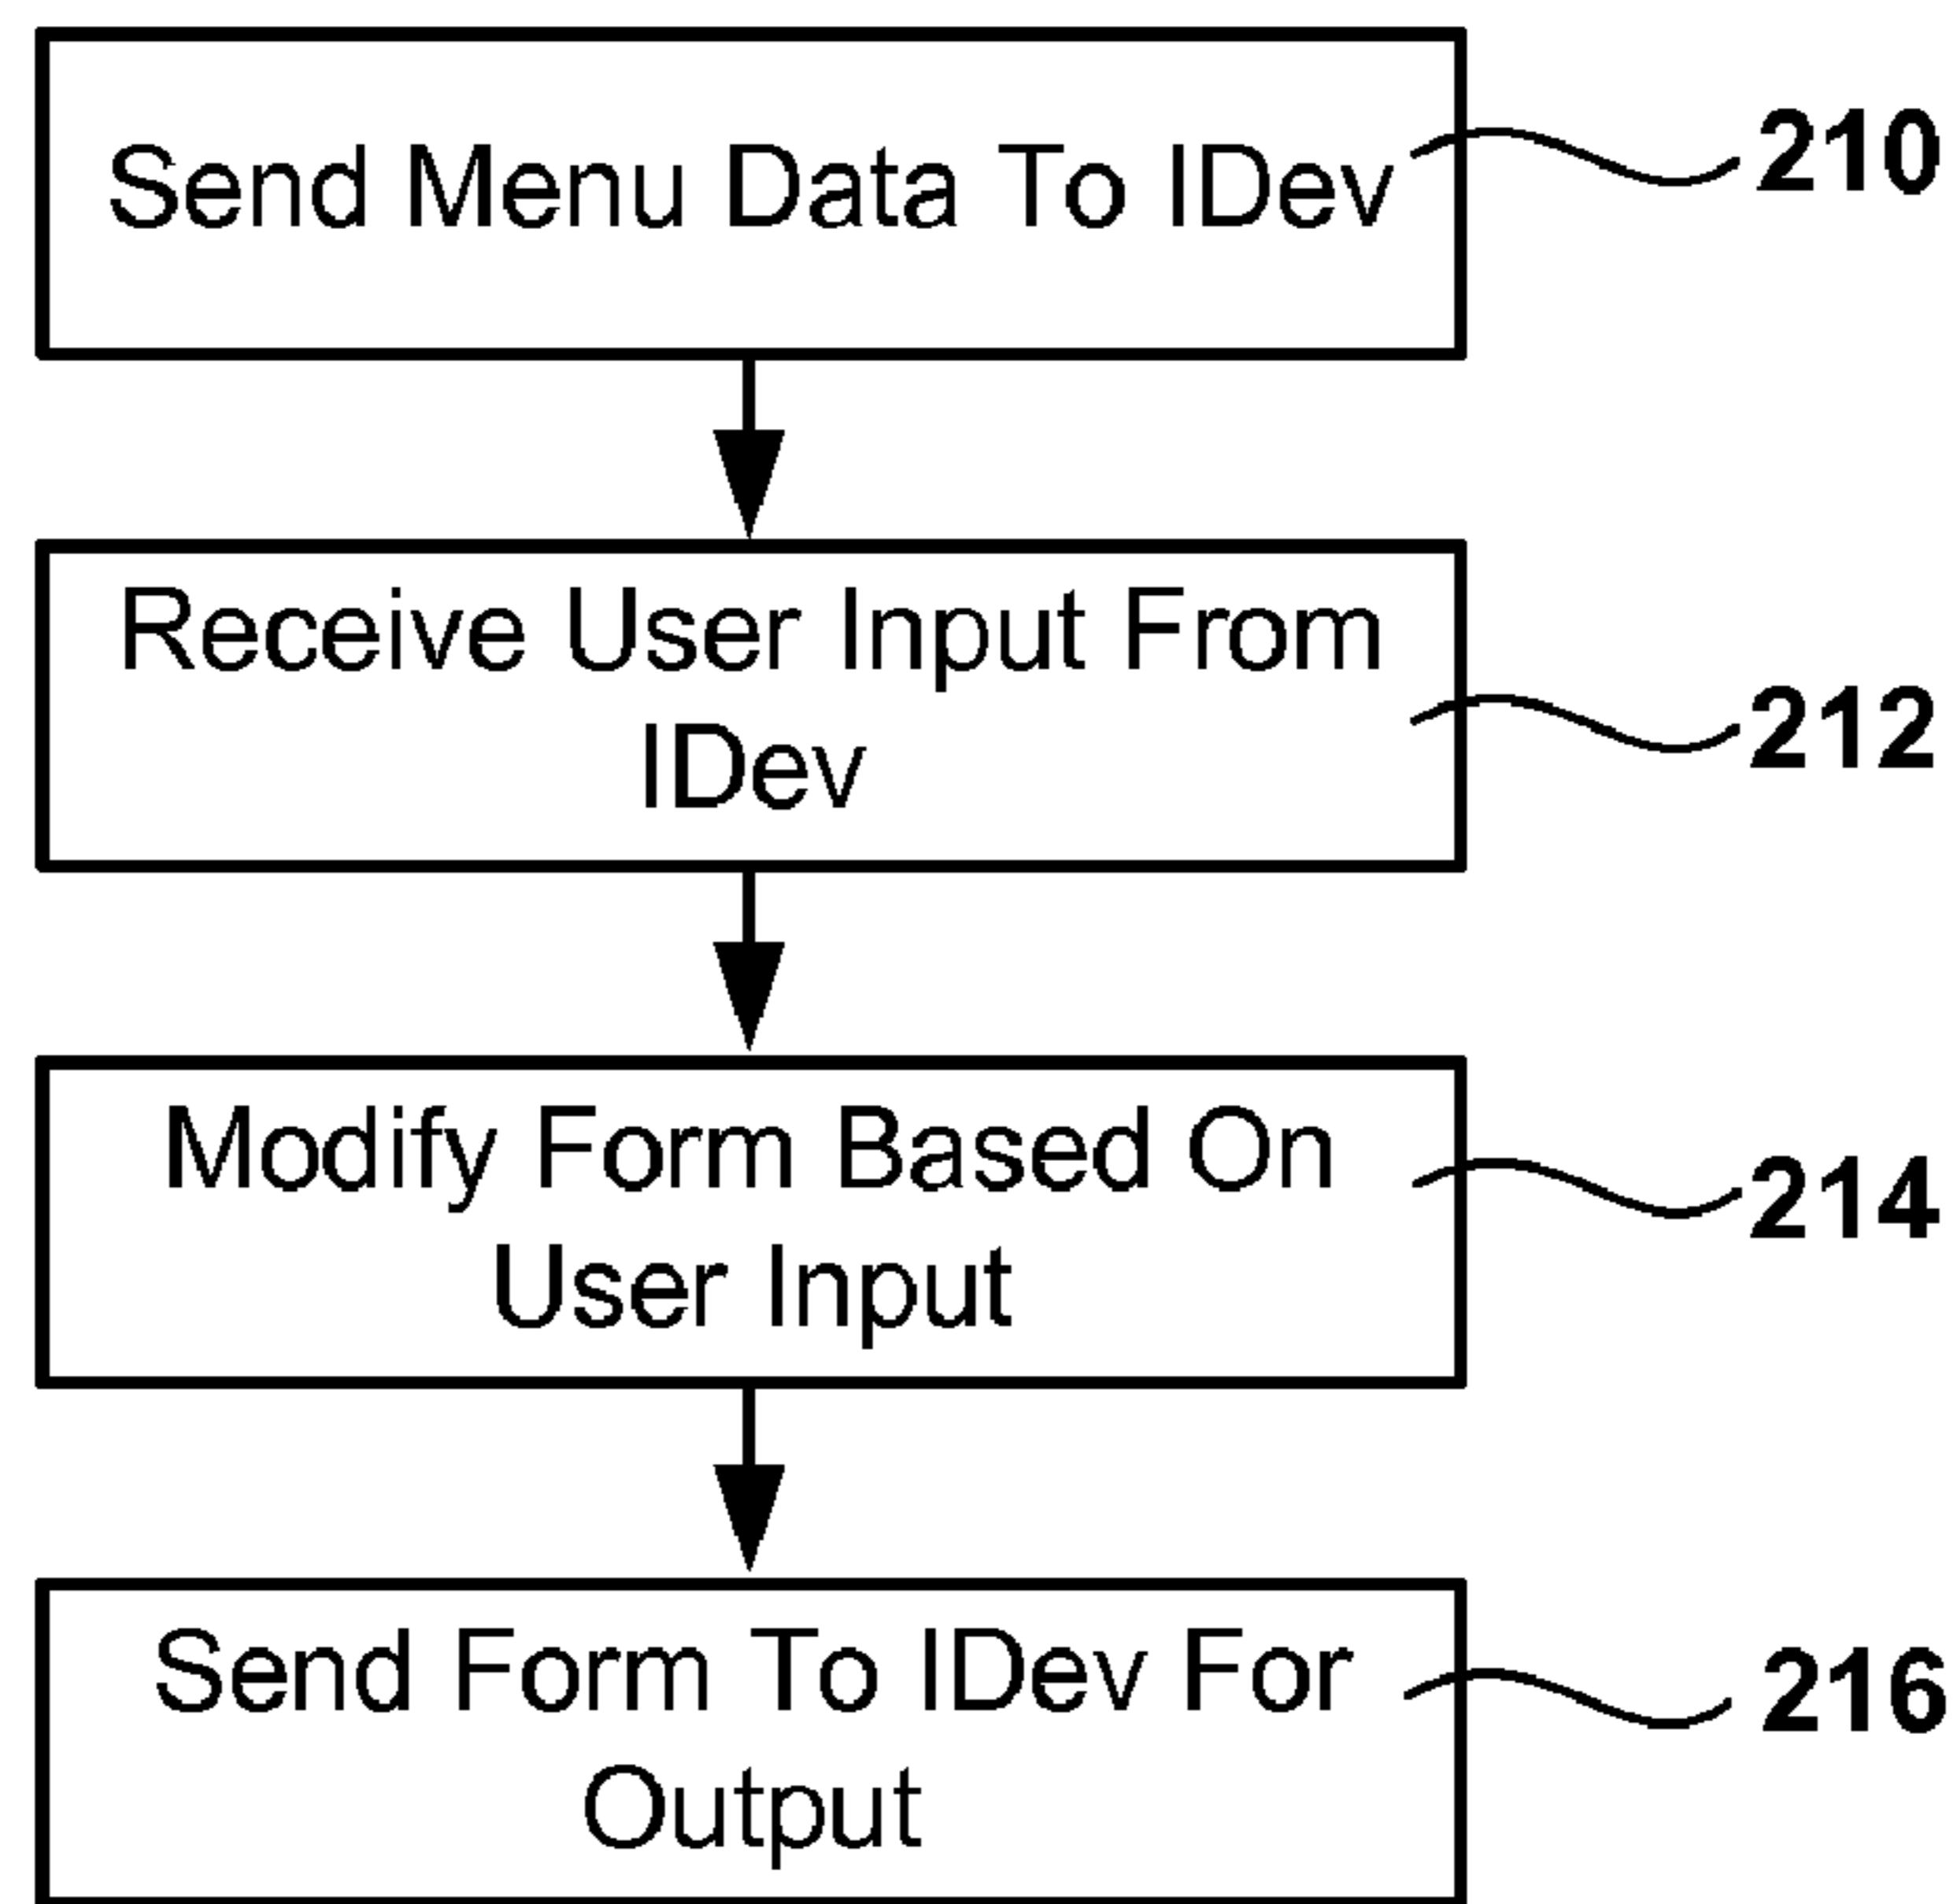 Send Menu Data To IDev
210
Receive User Input From
IDev
212
Modify Form Based On
User Input
214
Send Form To IDev For
Output
216